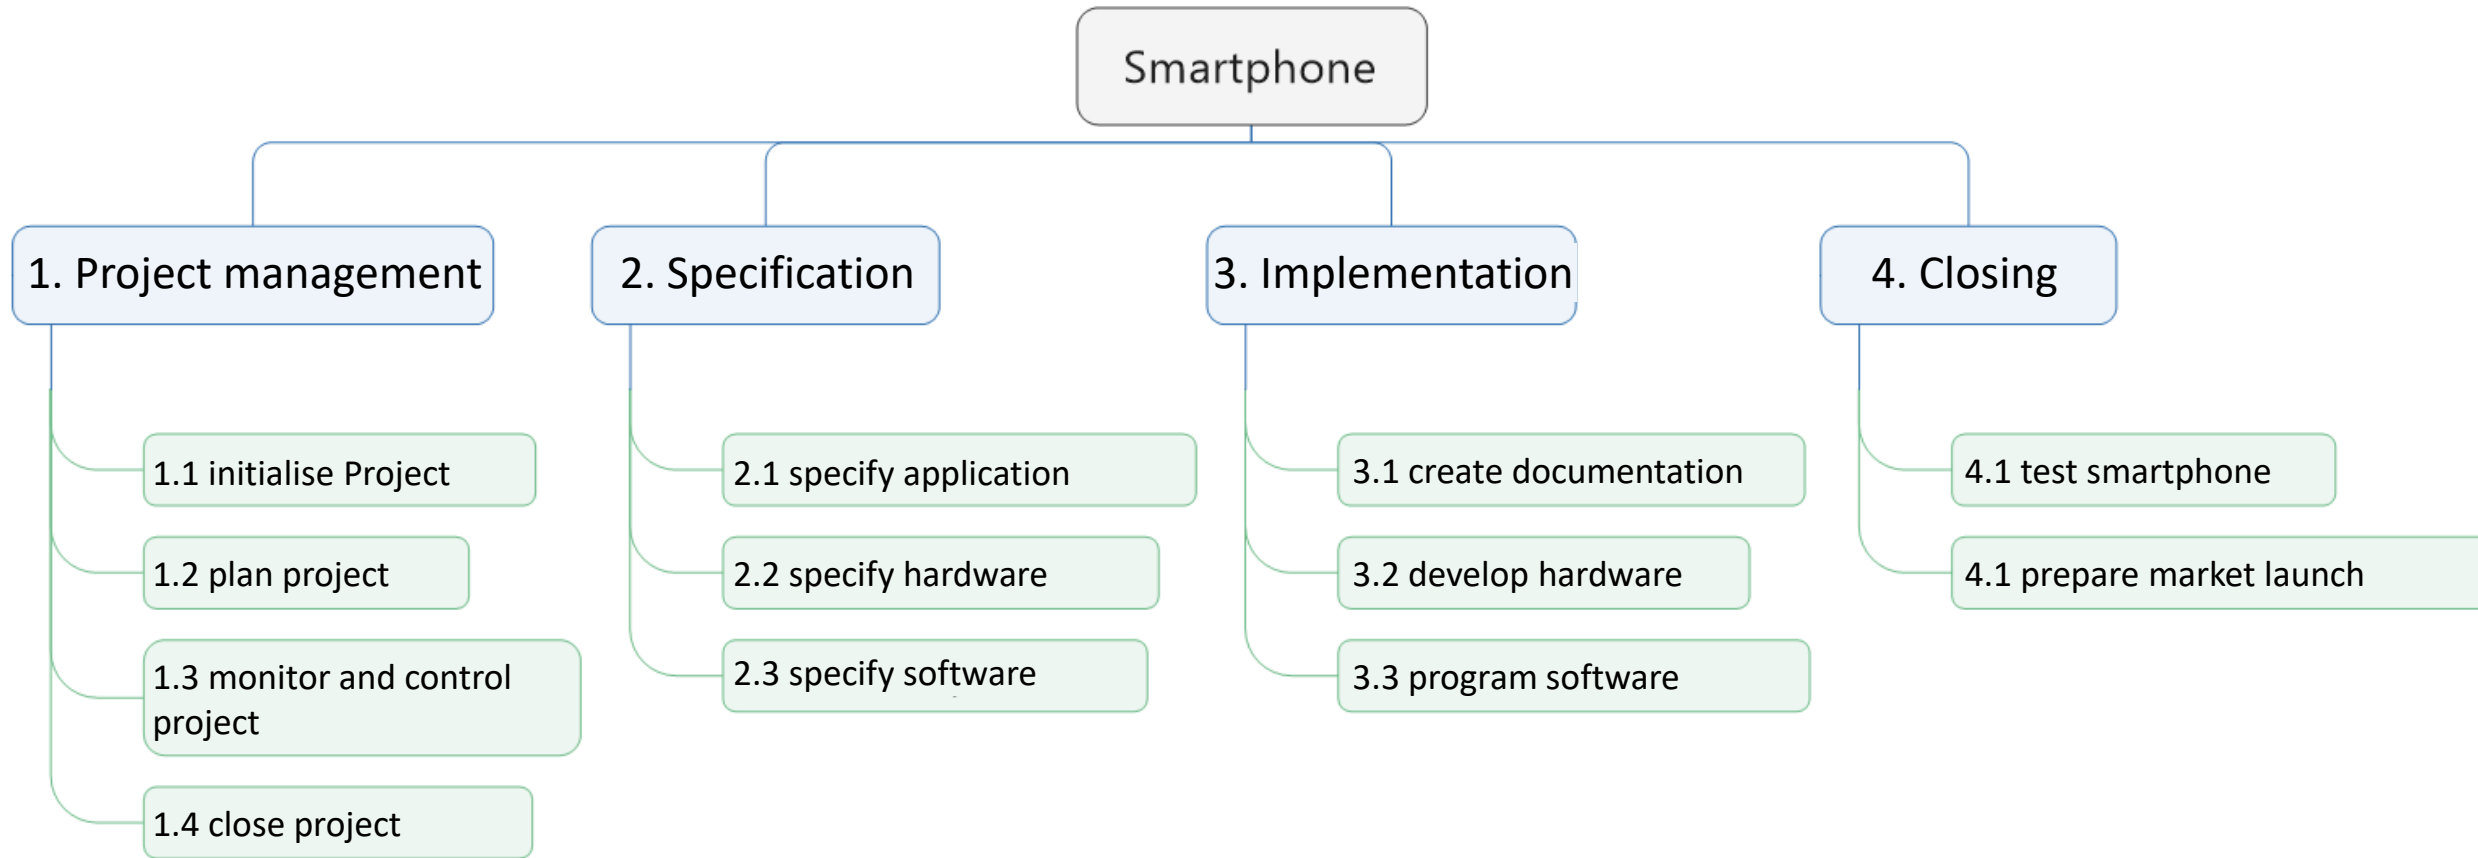 Smartphone
1. Project management
2. Specification
3. Implementation
4. Closing
1.1 initialise Project
1.2 plan project
1.3 monitor and control
project
1.4 close project
2.1 specify application
2.2 specify hardware
2.3 specify software
3.1 create documentation
3.2 develop hardware
3.3 program software
4.1 test smartphone
4.1 prepare market launch